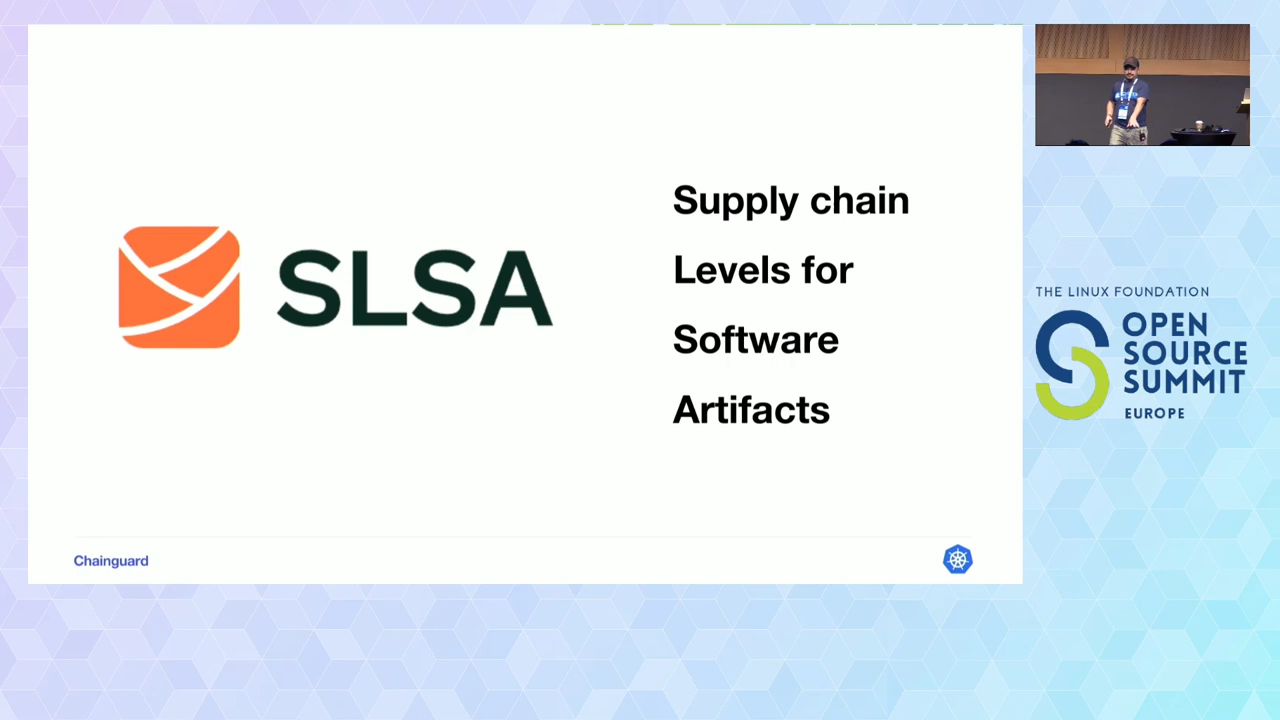 SLSA
Supply chain
Levels for
Software
Artifacts
Chainguard
THE LINUX FOUNDATION
OPEN
SOURCE
SUMMIT
EUROPE